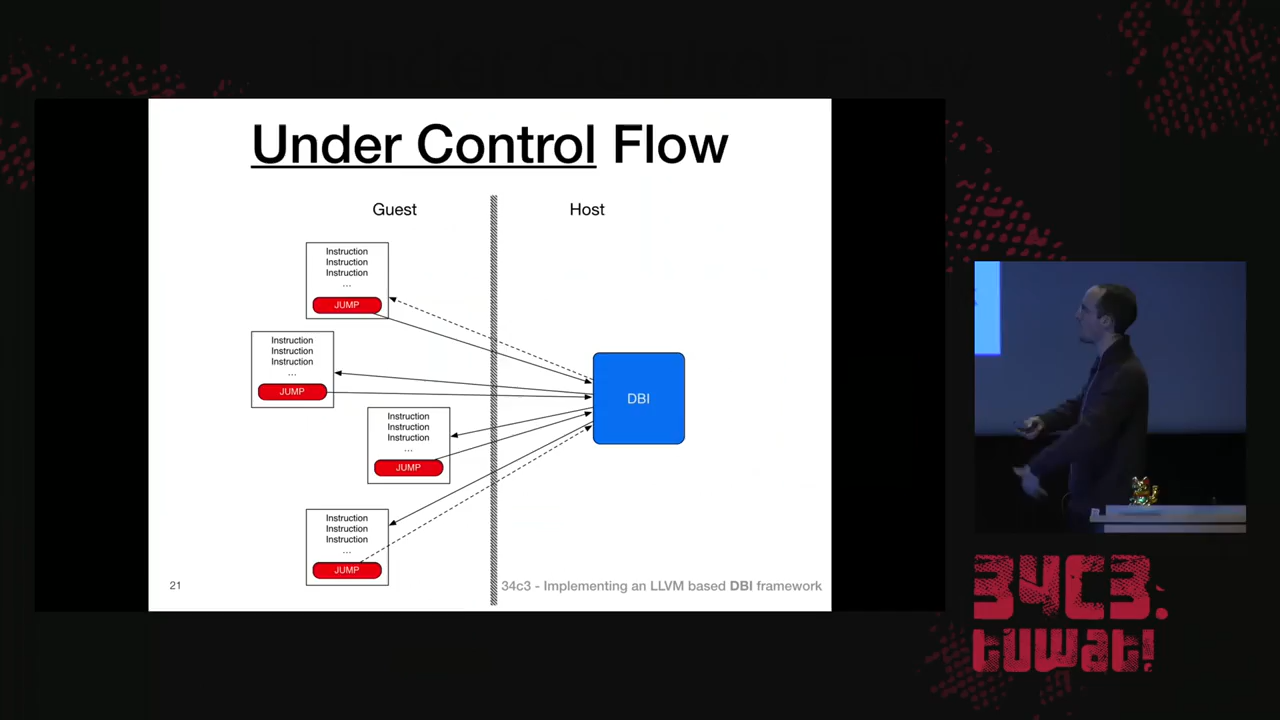 Under Control Flow
Guest
Host
Instruction
Instruction
Instruction
...
JUMP
Instruction
Instruction
Instruction
...
JUMP
Instruction
Instruction
Instruction
...
JUMP
Instruction
Instruction
Instruction
...
JUMP
DBI
21
34c3 - Implementing an LLVM based DBI framework
34C3.
tuwat!